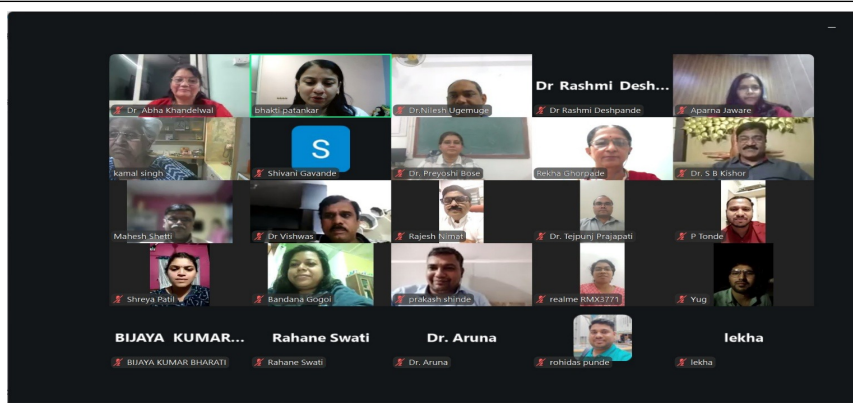 Dr Rashmi Desh...
Dr. Abha Khandelwal
bhakti patankar
Dr.Nilesh Ugemuge
Dr Rashmi Deshpande
Aparna Jaware
S
kamal singh
Shivani Gavande
Dr. Preyoshi Bose
Rekha Ghorpade
Dr. S B Kishor
Mahesh Shetti
Dr Vishwas
Rajesh Nimat
Dr. Tejpunj Prajapati
P Tonde
Shreya Patil
Bandana Gogoi
prakash shinde
realme RMX3771
Yug
BIJAYA KUMAR...
Rahane Swati
Dr. Aruna
lekha
BIJAYA KUMAR BHARATI
Rahane Swati
Dr. Aruna
rohidas punde
lekha